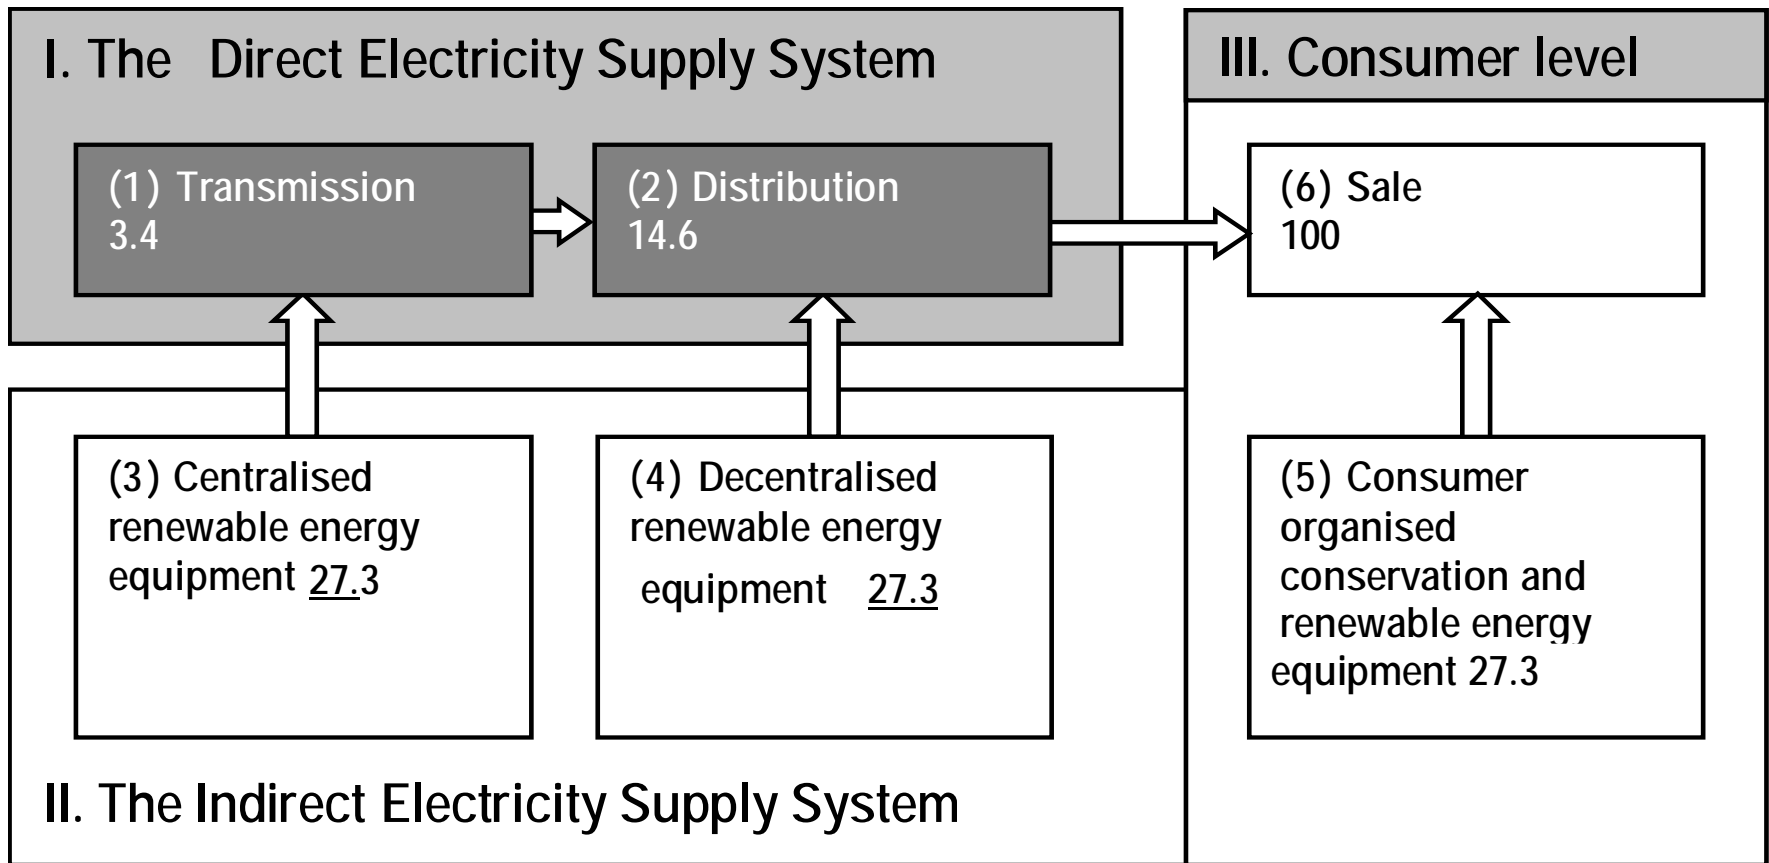 I. The Direct Electricity Supply System
III. Consumer level
(1) Transmission
3.4
(2) Distribution
14.6
(6) Sale
100
(3) Centralised
renewable energy
equipment 27.3
(4) Decentralised
renewable energy
equipment 27.3
(5) Consumer
organised
conservation and
renewable energy
equipment 27.3
II. The Indirect Electricity Supply System